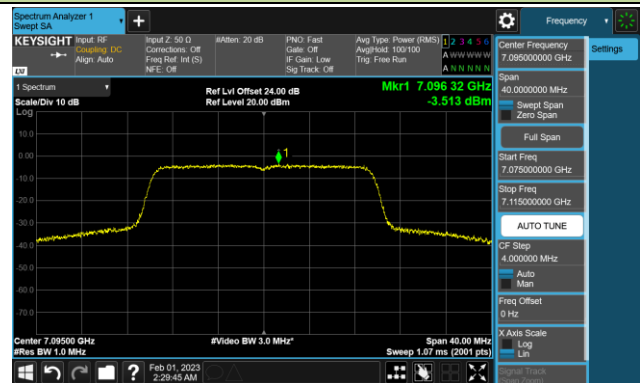 Spectrum Analyzer 1
Swept SA
Frequency
KEYSIGHT
Input: RF
Coupling: DC
Align: Auto
Input Z: 50 Ω
Corrections: Off
Freq Ref: Int (S)
NFE: Off
#Atten: 20 dB
PNO: Fast
Gate: Off
IF Gain: Low
Sig Track: Off
Avg Type: Power (RMS)
Avg|Hold: 100/100
Trig: Free Run
1 2 3 4 5 6
A W W W W W
A N N N N N
LXI
1 Spectrum
Scale/Div 10 dB
Ref Lvl Offset 24.00 dB
Ref Level 20.00 dBm
Mkr1 7.096 32 GHz
-3.513 dBm
Log
10.0
0.00
-10.0
-20.0
-30.0
-40.0
-50.0
-60.0
-70.0
1
Center 7.09500 GHz
#Res BW 1.0 MHz
#Video BW 3.0 MHz*
Span 40.00 MHz
Sweep 1.07 ms (2001 pts)
Feb 01, 2023
2:29:45 AM
Center Frequency
7.095000000 GHz
Span
40.0000000 MHz
Swept Span
Zero Span
Full Span
Start Freq
7.075000000 GHz
Stop Freq
7.115000000 GHz
AUTO TUNE
CF Step
4.000000 MHz
Auto
Man
Freq Offset
0 Hz
X Axis Scale
Log
Lin
Signal Track
(Span Zoom)
Settings